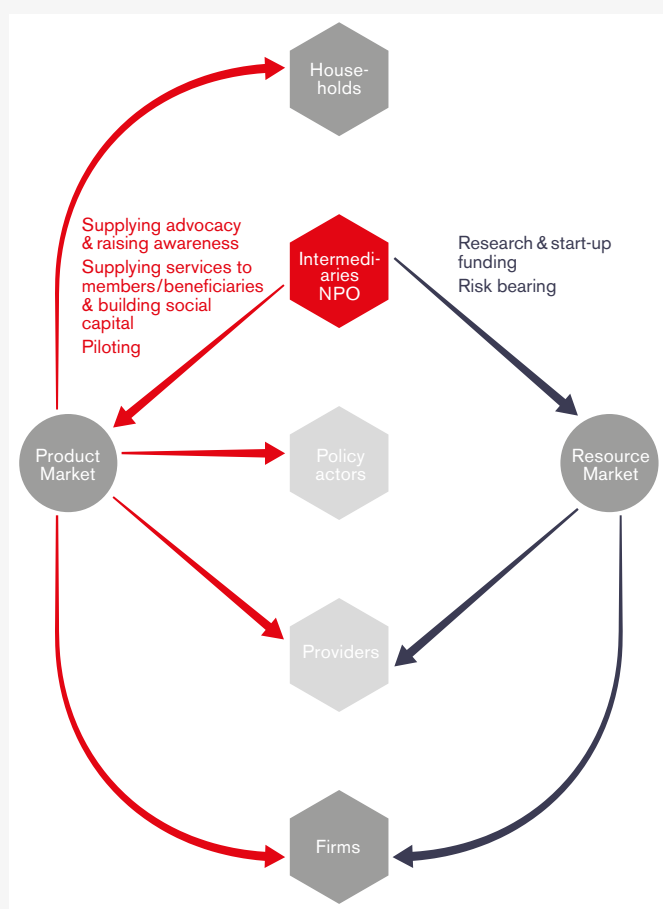 House-
holds
Supplying advocacy
& raising awareness
Supplying services to
members/beneficiaries
& building social
capital
Piloting
Intermedi-
aries
NPO
Research & start-up
funding
Risk bearing
Product
Market
Policy
actors
Resource
Market
Providers
Firms